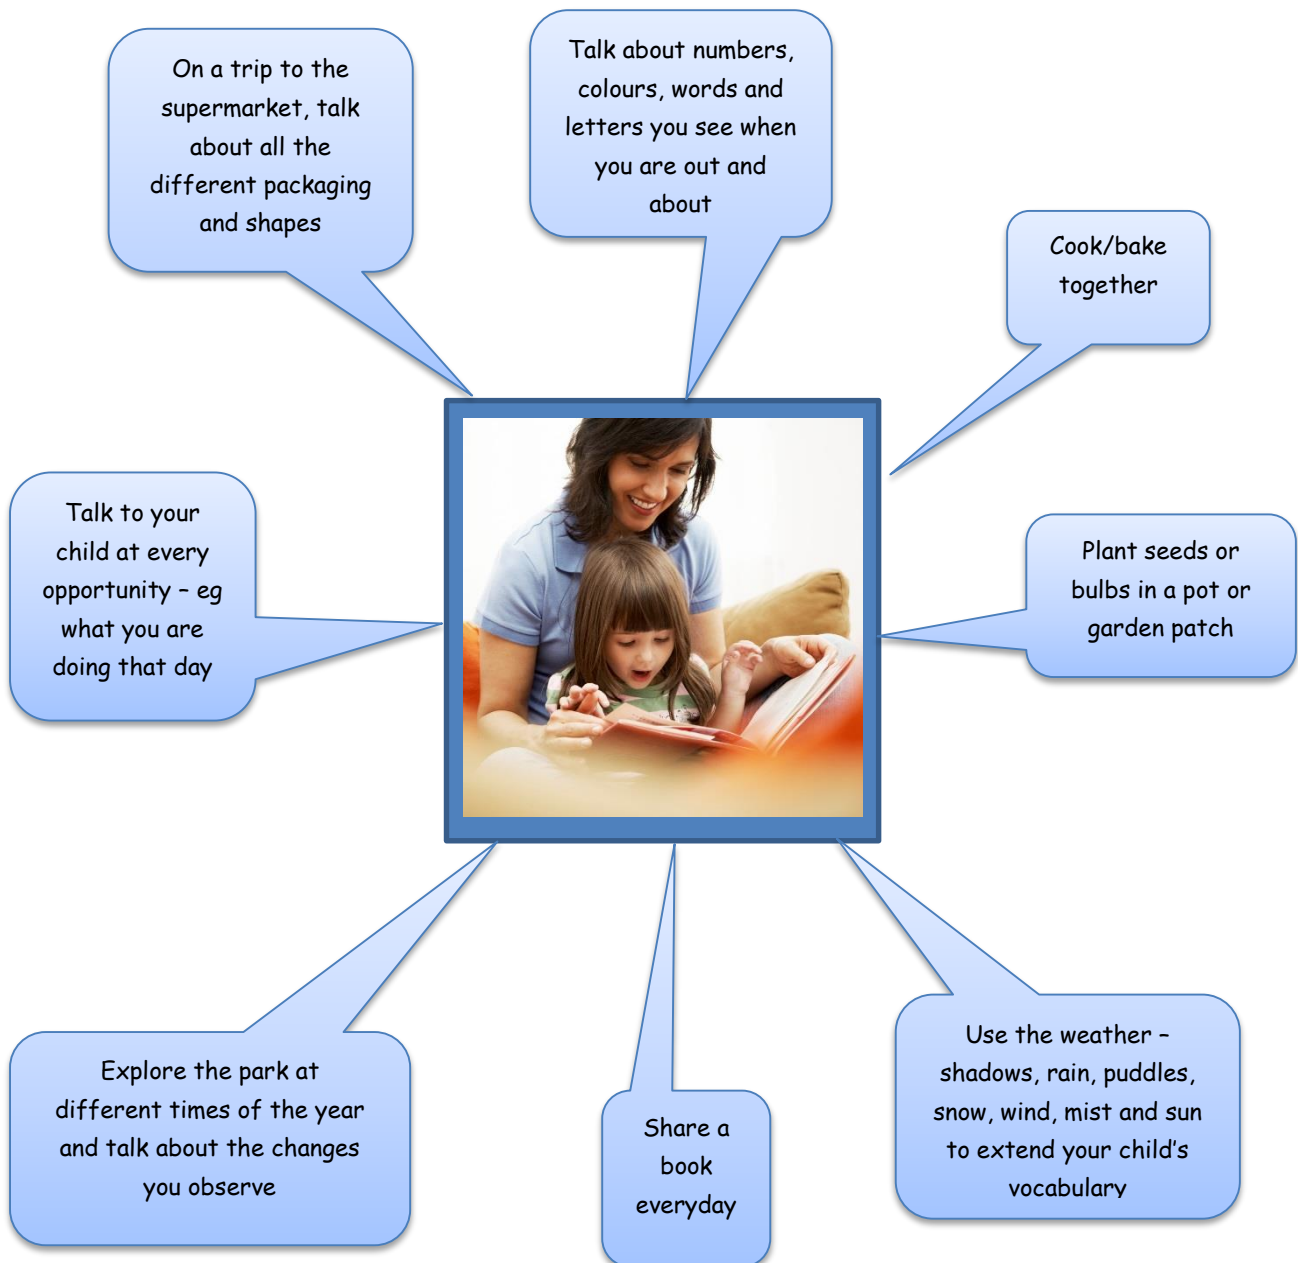 On a trip to the
supermarket, talk
about all the
different packaging
and shapes
Talk about numbers,
colours, words and
letters you see when
you are out and
about
Cook/bake
together
Talk to your
child at every
opportunity – eg
what you are
doing that day
Plant seeds or
bulbs in a pot or
garden patch
Explore the park at
different times of the year
and talk about the changes
you observe
Share a
book
everyday
Use the weather –
shadows, rain, puddles,
snow, wind, mist and sun
to extend your child's
vocabulary